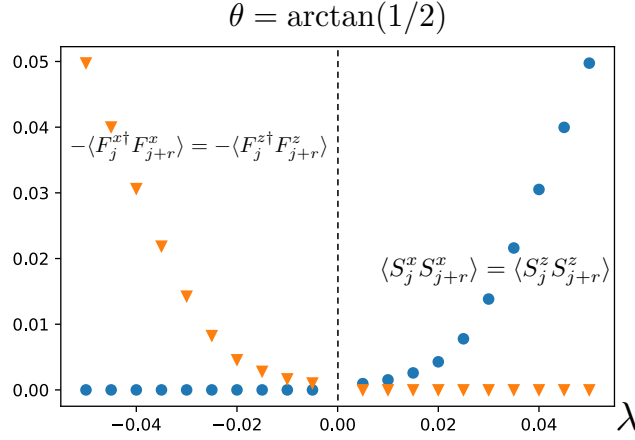 θ = arctan(1/2)
0.05
0.04
0.03
0.02
0.01
0.00
−⟨F_j^{x†} F_{j+r}^x⟩ = −⟨F_j^{z†} F_{j+r}^z⟩
⟨S_j^x S_{j+r}^x⟩ = ⟨S_j^z S_{j+r}^z⟩
−0.04 −0.02 0.00 0.02 0.04 λ